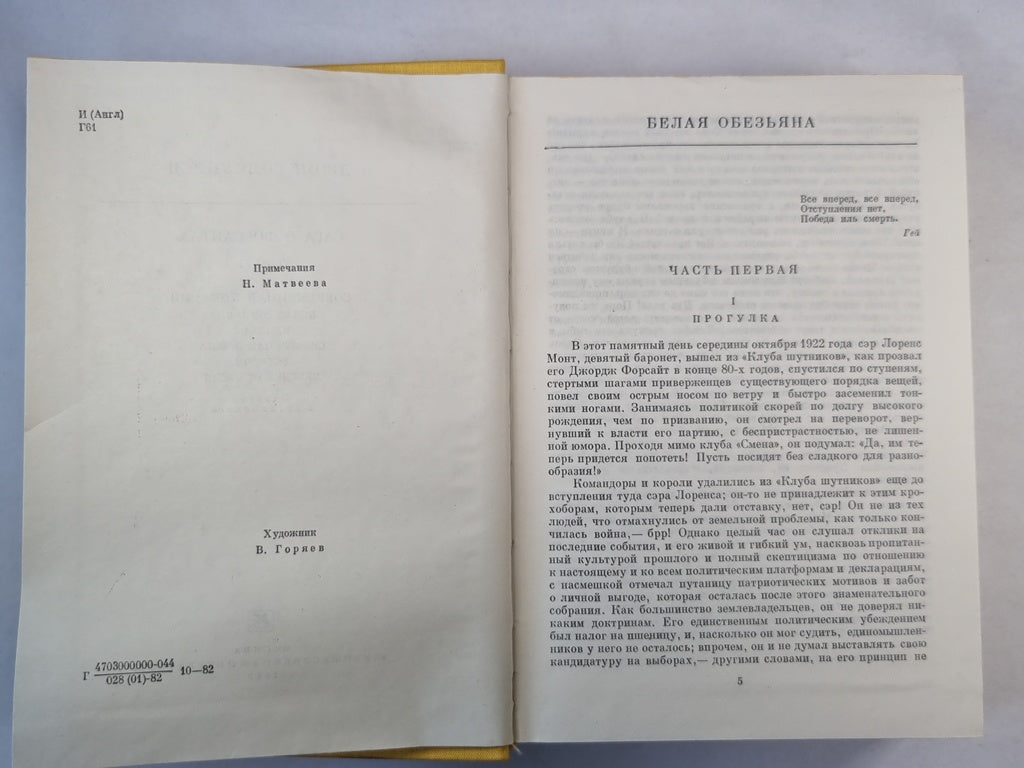 И (Англ)
Г61
Примечания
Н. Матвеева
Художник
В. Горяев
Г 4703000000-044
028 (01)-82
10—82
БЕЛАЯ ОБЕЗЬЯНА
Все вперед, все вперед,
Отступления нет,
Победа иль смерть.
Гей
ЧАСТЬ ПЕРВАЯ
I
ПРОГУЛКА
В этот памятный день середины октября 1922 года сэр Лоренс
Монт, девятый баронет, вышел из «Клуба шутников», как прозвал
его Джордж Форсайт в конце 80-х годов, спустился по ступеням,
стертыми шагами приверженцев существующего порядка вещей,
повел своим острым носом по ветру и быстро засеменил тон-
кими ногами. Занимаясь политикой скорей по долгу высокого
рождения, чем по призванию, он смотрел на переворот, вер-
нувший к власти его партию, с беспристрастностью, не лишен-
ной юмора. Проходя мимо клуба «Смена», он подумал: «Да, им те-
перь придется попотеть! Пусть посидят без сладкого для разно-
образия!»
Командоры и короли удалились из «Клуба шутников» еще до
вступления туда сэра Лоренса; он-то не принадлежит к этим кро-
хоборам, которым теперь дали отставку, нет, сэр! Он не из тех
людей, что отмахнулись от земельной проблемы, как только кон-
чилась война,— брр! Однако целый час он слушал отклики на
последние события, и его живой и гибкий ум, насквозь пропитан-
ный культурой прошлого и полный скептицизма по отношению
к настоящему и ко всем политическим платформам и декларациям,
с насмешкой отмечал путаницу патриотических мотивов и забот
о личной выгоде, которая осталась после этого знаменательного
собрания. Как большинство землевладельцев, он не доверял ни-
каким доктринам. Его единственным политическим убеждением
был налог на пшеницу, и, насколько он мог судить, единомышлен-
ников у него не осталось; впрочем, он и не думал выставлять свою
кандидатуру на выборах,— другими словами, на его принцип не
5